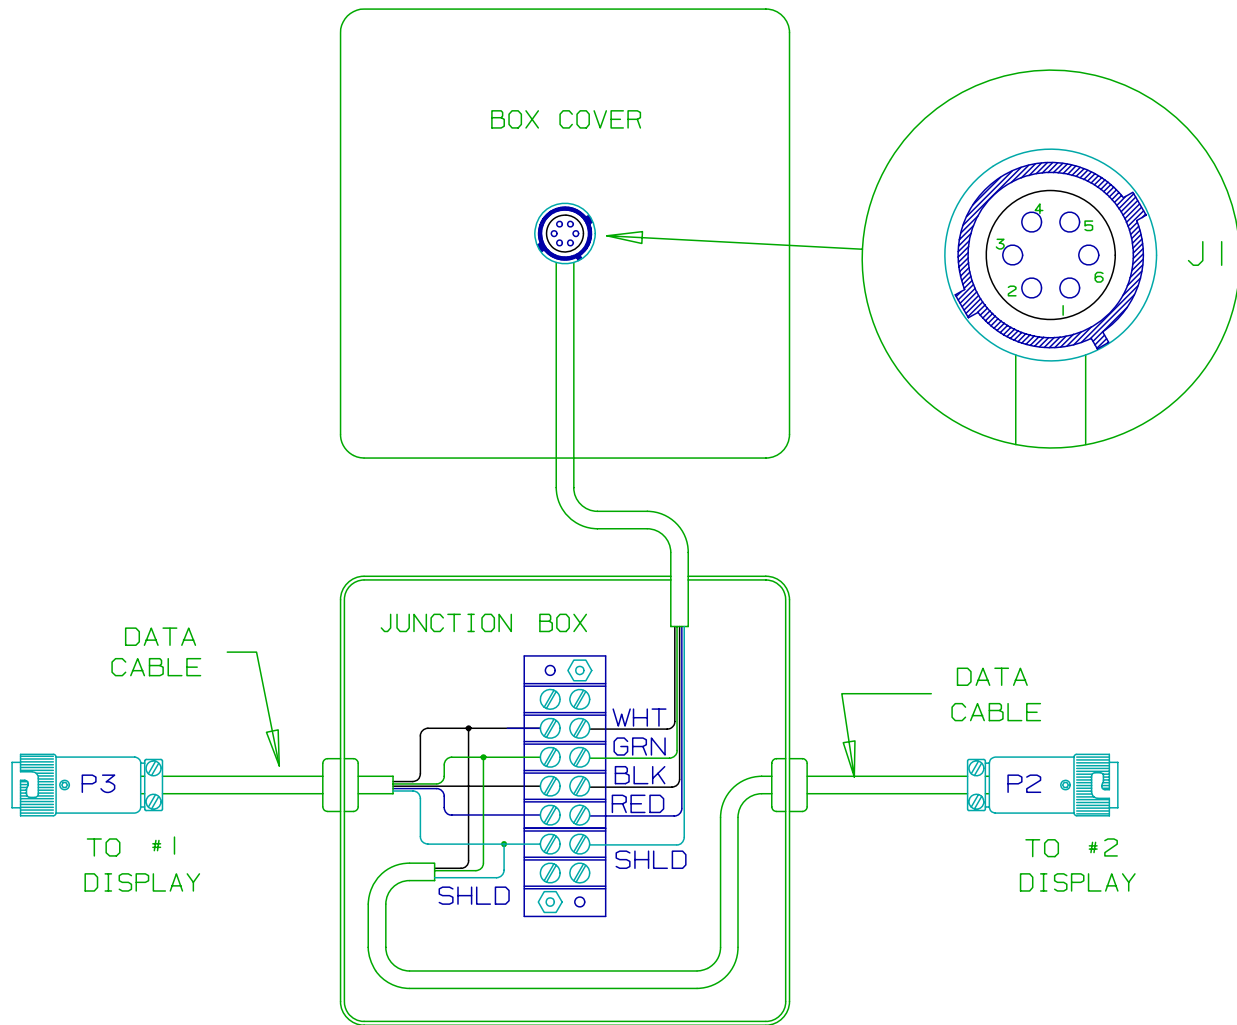 BOX COVER
4
5
3
6
2
1
J1
JUNCTION BOX
DATA
CABLE
DATA
CABLE
WHT
GRN
BLK
RED
SHLD
SHLD
P3
P2
TO #1
DISPLAY
TO #2
DISPLAY